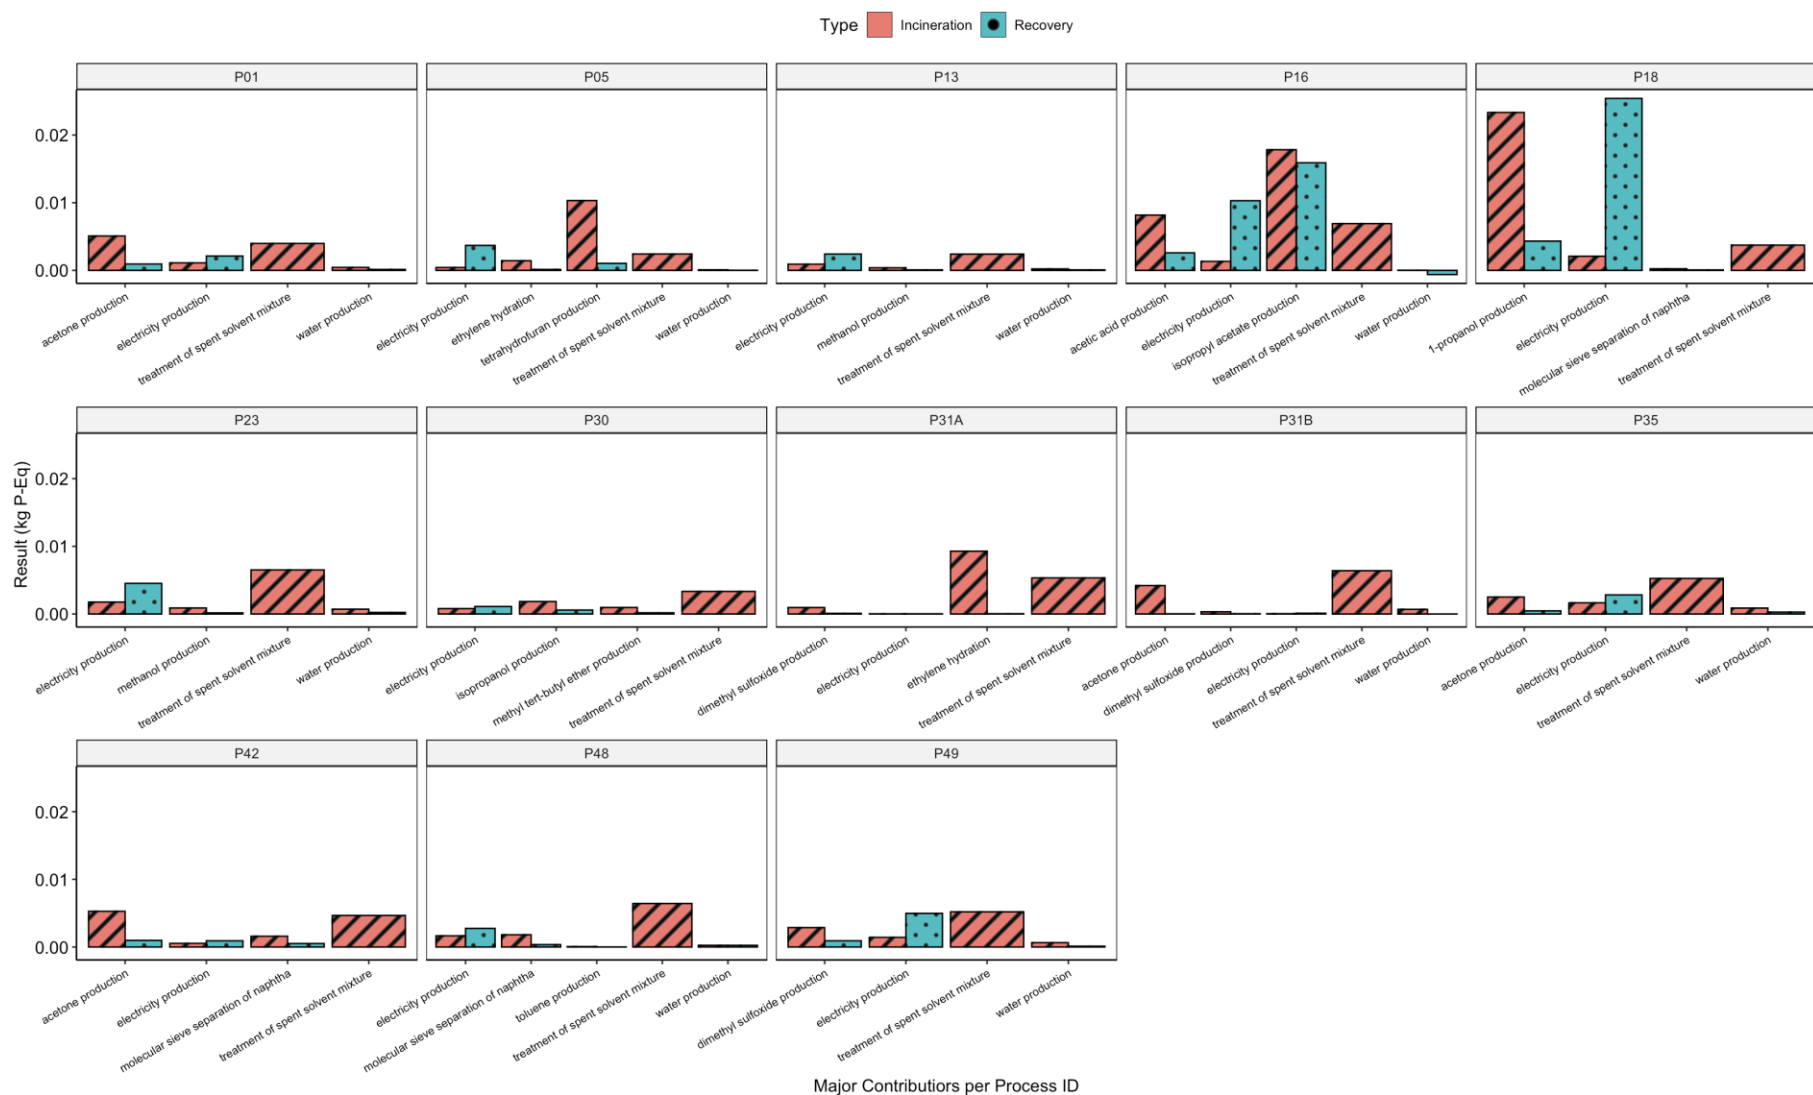 Type Incineration Recovery
P01 P05 P13 P16 P18
0.02
0.01
0.00
acetone production
electricity production
treatment of spent solvent mixture
water production
electricity production
ethylene hydration
tetrahydrofuran production
treatment of spent solvent mixture
water production
electricity production
methanol production
treatment of spent solvent mixture
water production
acetic acid production
electricity production
isopropyl acetate production
treatment of spent solvent mixture
water production
1-propanol production
electricity production
molecular sieve separation of naphtha
treatment of spent solvent mixture
Result (kg P-Eq)
P23 P30 P31A P31B P35
0.02
0.01
0.00
electricity production
methanol production
treatment of spent solvent mixture
water production
electricity production
isopropanol production
methyl tert-butyl ether production
treatment of spent solvent mixture
dimethyl sulfoxide production
electricity production
ethylene hydration
treatment of spent solvent mixture
acetone production
dimethyl sulfoxide production
electricity production
treatment of spent solvent mixture
water production
acetone production
electricity production
treatment of spent solvent mixture
water production
P42 P48 P49
0.02
0.01
0.00
acetone production
electricity production
molecular sieve separation of naphtha
treatment of spent solvent mixture
electricity production
molecular sieve separation of naphtha
toluene production
treatment of spent solvent mixture
water production
dimethyl sulfoxide production
electricity production
treatment of spent solvent mixture
water production
Major Contributiors per Process ID